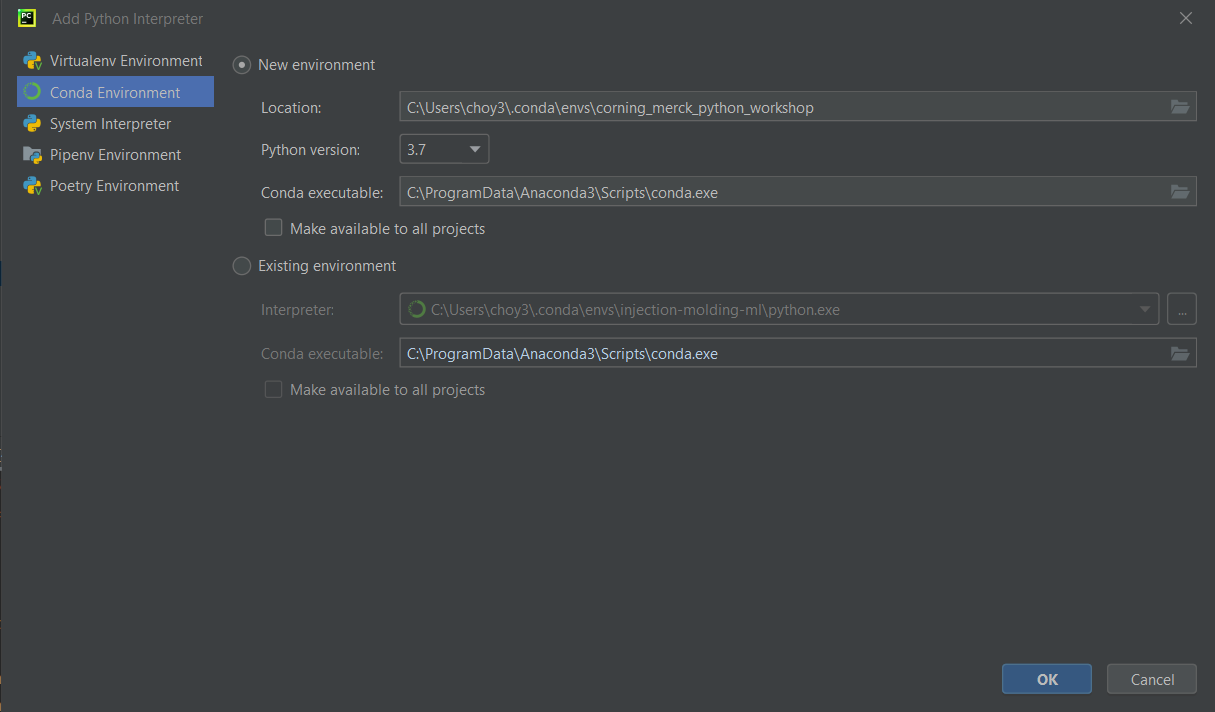 PC
Add Python Interpreter
Virtualenv Environment
Conda Environment
System Interpreter
Pipenv Environment
Poetry Environment
New environment
Location: C:\Users\choy3\.conda\envs\corning_merck_python_workshop
Python version: 3.7
Conda executable: C:\ProgramData\Anaconda3\Scripts\conda.exe
Make available to all projects
Existing environment
Interpreter: C:\Users\choy3\.conda\envs\injection-molding-ml\python.exe ...
Conda executable: C:\ProgramData\Anaconda3\Scripts\conda.exe
Make available to all projects
OK Cancel